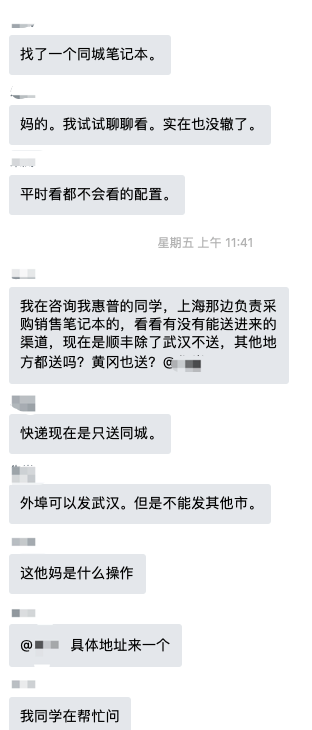 找了一个同城笔记本。
妈的。我试试聊聊看。实在也没辙了。
平时看都不会看的配置。
星期五 上午 11:41
我在咨询我惠普的同学，上海那边负责采
购销售笔记本的，看看有没有能送进来的
渠道，现在是顺丰除了武汉不送，其他地
方都送吗？黄冈也送？@
快递现在是只送同城。
外埠可以发武汉。但是不能发其他市。
这他妈是什么操作
@ 具体地址来一个
我同学在帮忙问